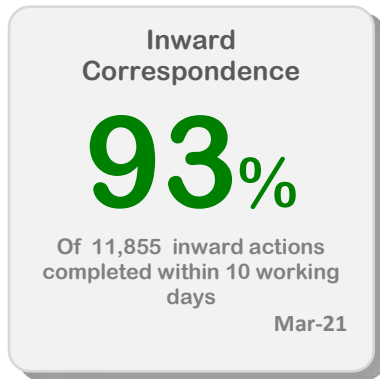 Inward
Correspondence
93%
Of 11,855 inward actions
completed within 10 working
days
Mar-21